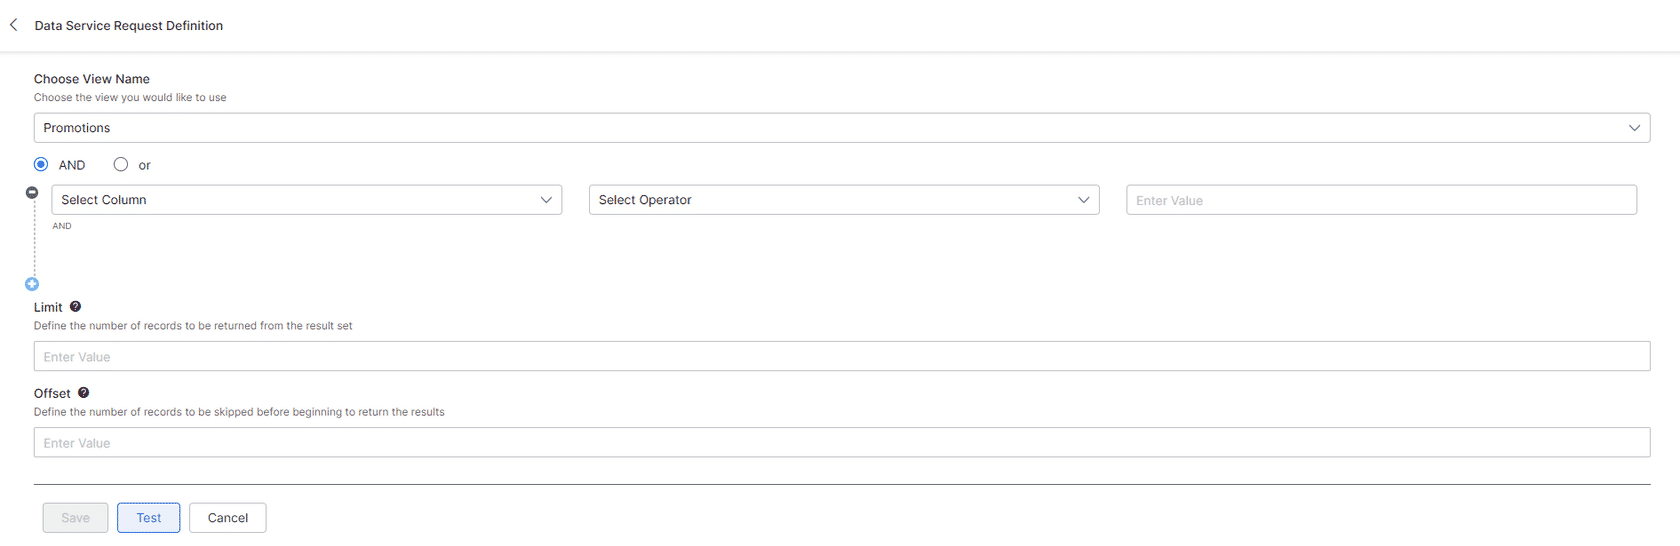 Data Service Request Definition
Choose View Name
Choose the view you would like to use
Promotions
AND or
Select Column Select Operator Enter Value
AND
Limit ?
Define the number of records to be returned from the result set
Enter Value
Offset ?
Define the number of records to be skipped before beginning to return the results
Enter Value
Save Test Cancel